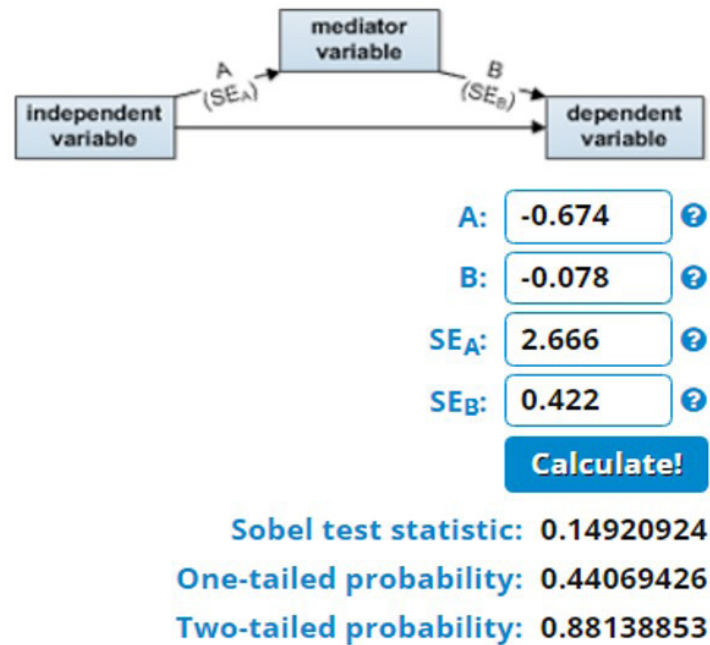 mediator
variable
A
(SEA)
B
(SEB)
independent
variable
dependent
variable
A: -0.674 ?
B: -0.078 ?
SEA: 2.666 ?
SEB: 0.422 ?
Calculate!
Sobel test statistic: 0.14920924
One-tailed probability: 0.44069426
Two-tailed probability: 0.88138853